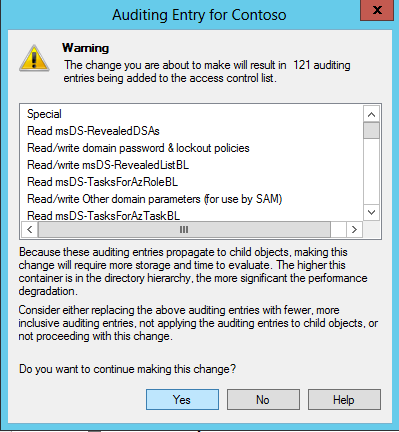 Auditing Entry for Contoso
x
Warning
The change you are about to make will result in 121 auditing
entries being added to the access control list.
Special
Read msDS-RevealedDSAs
Read/write domain password & lockout policies
Read/write msDS-RevealedListBL
Read msDS-TasksForAzRoleBL
Read/write Other domain parameters (for use by SAM)
Read msDS-TasksForAzTaskBL
Because these auditing entries propagate to child objects, making this
change will require more storage and time to evaluate. The higher this
container is in the directory hierarchy, the more significant the performance
degradation.
Consider either replacing the above auditing entries with fewer, more
inclusive auditing entries, not applying the auditing entries to child objects, or
not proceeding with this change.
Do you want to continue making this change?
Yes No Help